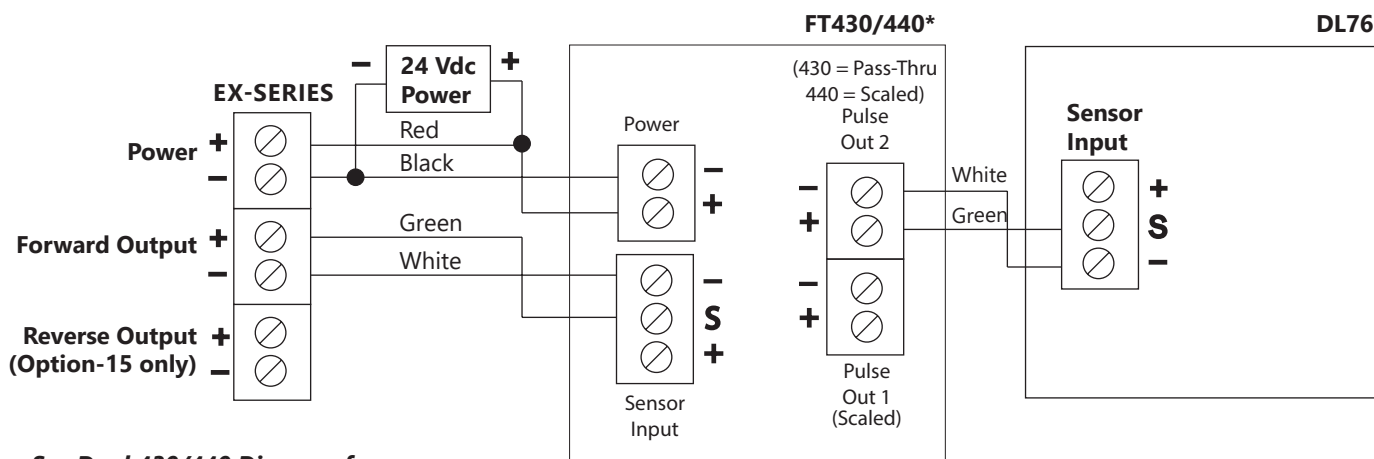 FT430/440*
DL76
(430 = Pass-Thru
440 = Scaled)
Pulse
Out 2
− 24 Vdc +
Power
EX-SERIES
Power +
−
Red
Black
Forward Output +
−
Green
White
Reverse Output +
(Option-15 only) −
Power
−
+
−
S
+
Sensor
Input
−
+
−
+
Pulse
Out 1
(Scaled)
White
Green
Sensor
Input
+
S
−